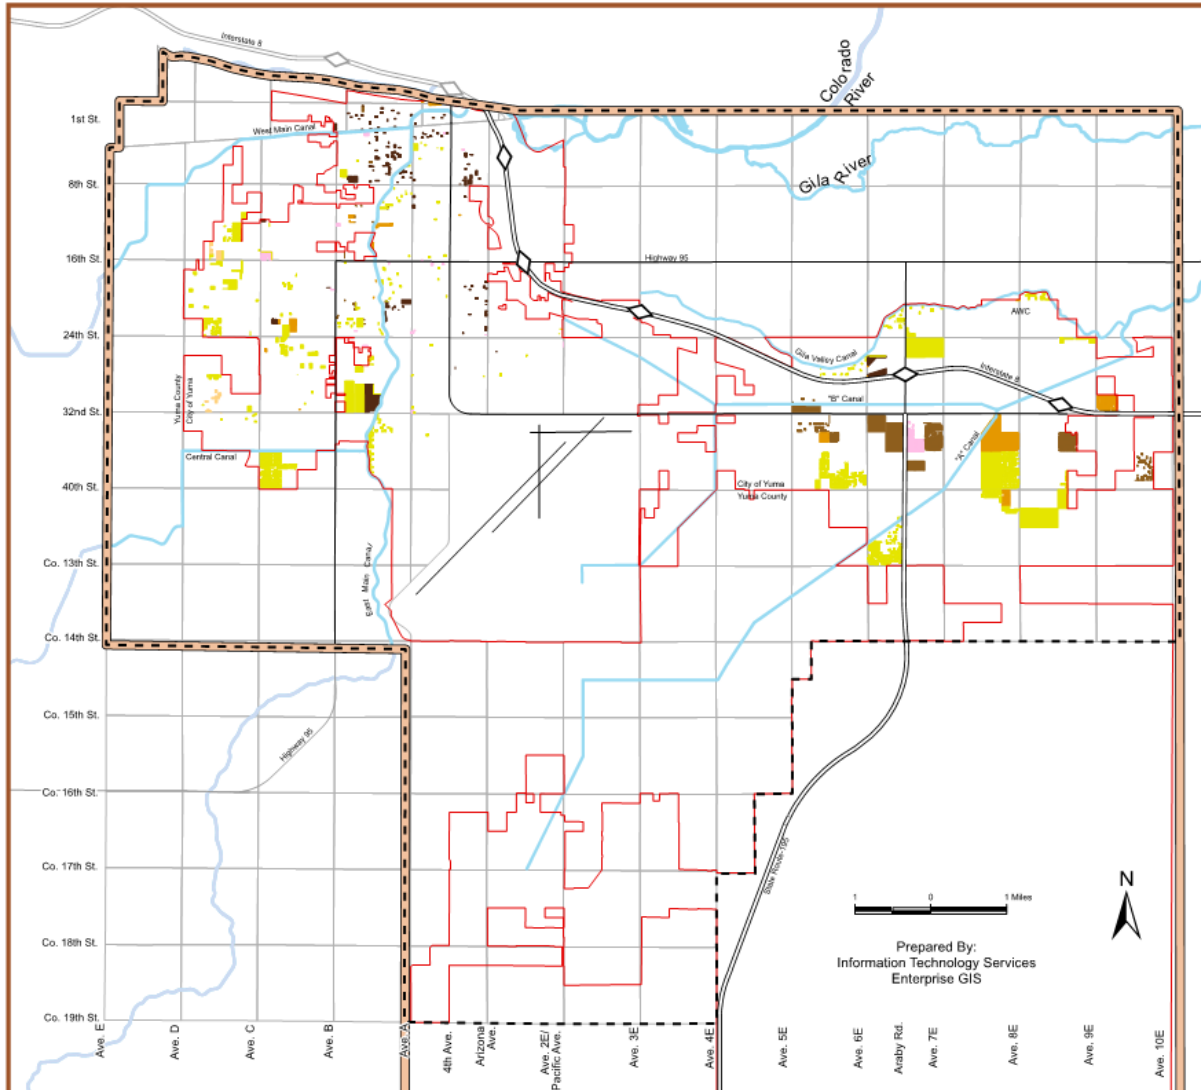 Interstate 8
Colorado
River
1st St.
West Main Canal
Gila River
8th St.
16th St.
Highway 95
AWC
24th St.
Gila Valley Canal
Interstate 8
Yuma County
City of Yuma
"B" Canal
32nd St.
Central Canal
"A" Canal
40th St.
City of Yuma
Yuma County
Co. 13th St.
East Main Canal
Co. 14th St.
Co. 15th St.
Highway 95
Co. 16th St.
Co. 17th St.
State Route-195
1 0 1 Miles
N
Co. 18th St.
Prepared By:
Information Technology Services
Enterprise GIS
Co. 19th St.
Ave. E
Ave. D
Ave. C
Ave. B
Ave. A
4th Ave.
Arizona
Ave.
Ave. 2E/
Pacific Ave.
Ave. 3E
Ave. 4E
Ave. 5E
Ave. 6E
Araby Rd.
Ave. 7E
Ave. 8E
Ave. 9E
Ave. 10E